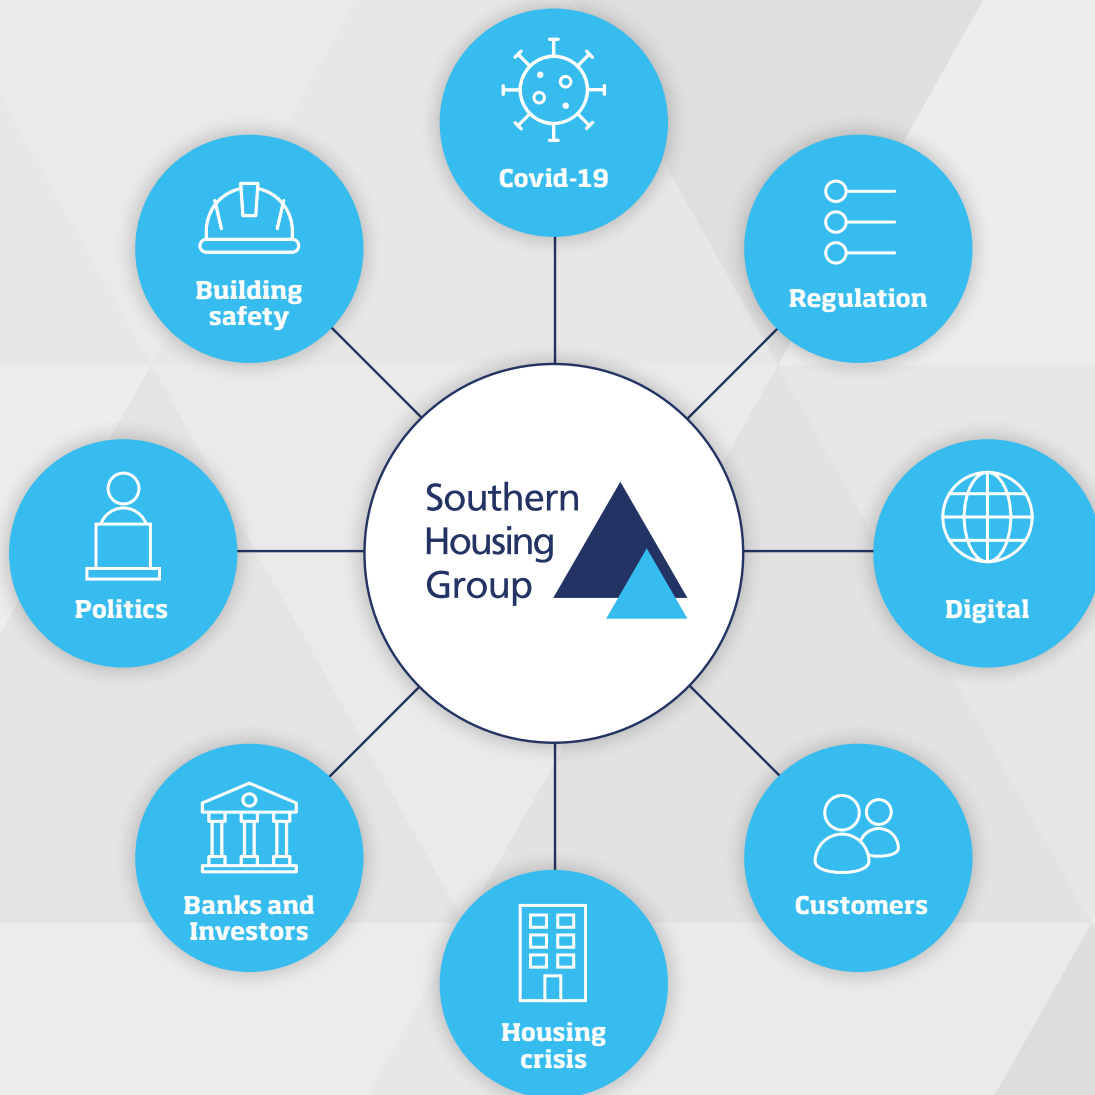 Covid-19
Building
safety
Regulation
Southern
Housing
Group
Politics
Digital
Banks and
Investors
Customers
Housing
crisis